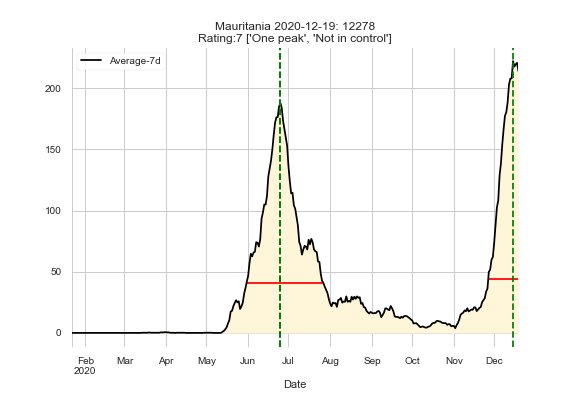 Mauritania 2020-12-19: 12278
Rating:7 ['One peak', 'Not in control']
Average-7d
200
150
100
50
0
Feb Mar Apr May Jun Jul Aug Sep Oct Nov Dec
2020
Date